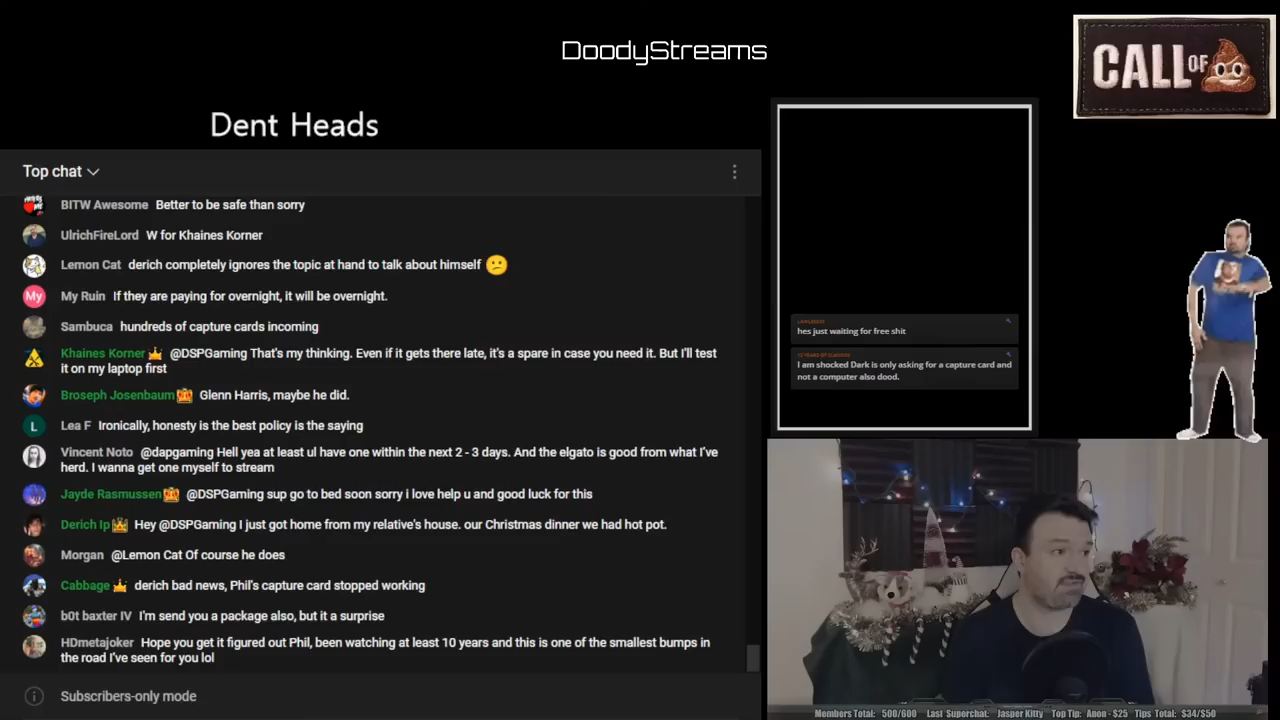 DoodyStreams
CALL OF
Dent Heads
Top chat
BITW Awesome Better to be safe than sorry
UlrichFireLord W for Khaines Korner
Lemon Cat derich completely ignores the topic at hand to talk about himself
My My Ruin If they are paying for overnight, it will be overnight.
Sambuca hundreds of capture cards incoming
Khaines Korner @DSPGaming That's my thinking. Even if it gets there late, it's a spare in case you need it. But I'll test
it on my laptop first
Broseph Josenbaum Glenn Harris, maybe he did.
L Lea F Ironically, honesty is the best policy is the saying
Vincent Noto @dapgaming Hell yea at least ul have one within the next 2 - 3 days. And the elgato is good from what I've
herd. I wanna get one myself to stream
Jayde Rasmussen @DSPGaming sup go to bed soon sorry i love help u and good luck for this
Derich Ip Hey @DSPGaming I just got home from my relative's house. our Christmas dinner we had hot pot.
Morgan @Lemon Cat Of course he does
Cabbage derich bad news, Phil's capture card stopped working
b0t baxter IV I'm send you a package also, but it a surprise
HDmetajoker Hope you get it figured out Phil, been watching at least 10 years and this is one of the smallest bumps in
the road I've seen for you lol
Subscribers-only mode
hes just waiting for free shit
I am shocked Dark is only asking for a capture card and
not a computer also dood.
Members Total: 500/600 Last Superchat: Jasper Kitty Top Tip: Anon - $25 Tips Total: $34/$50